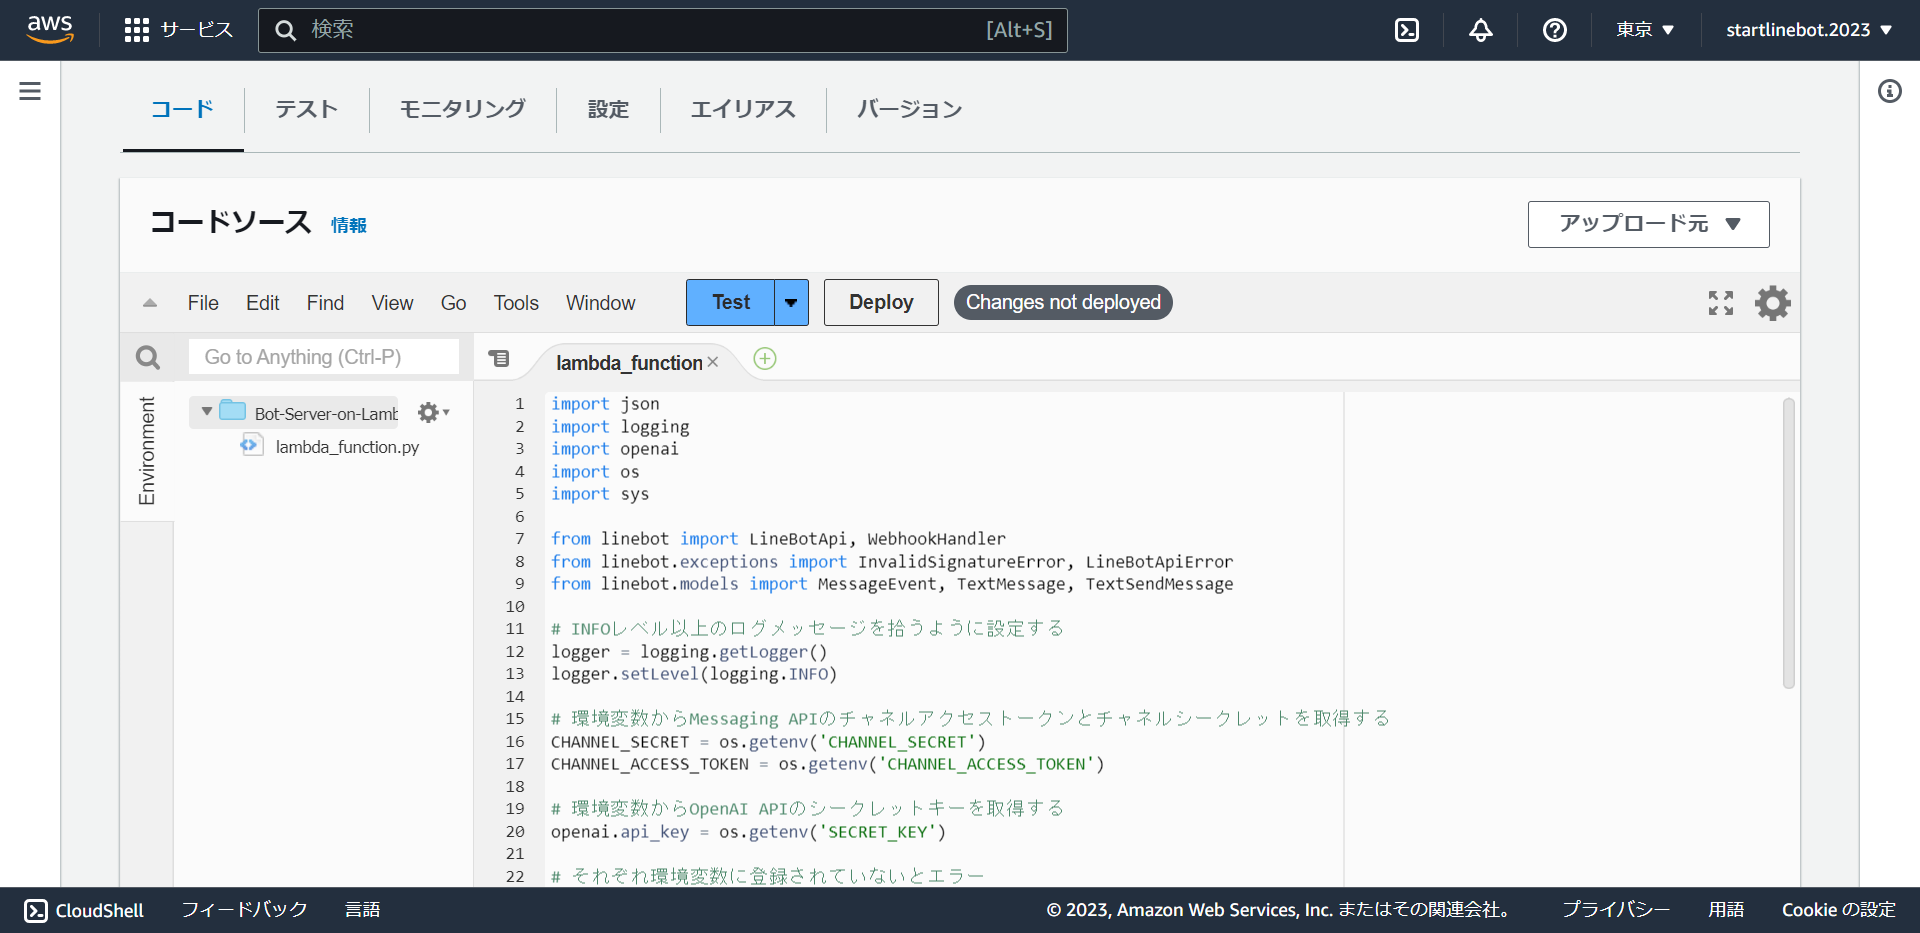 aws サービス 検索 [Alt+S] 東京 ▼ startlinebot.2023 ▼
コード テスト モニタリング 設定 エイリアス バージョン
コードソース 情報 アップロード元 ▼
File Edit Find View Go Tools Window Test Deploy Changes not deployed
Go to Anything (Ctrl-P) lambda_function ×
Environment
Bot-Server-on-Lamb
lambda_function.py
1 import json
2 import logging
3 import openai
4 import os
5 import sys
6
7 from linebot import LineBotApi, WebhookHandler
8 from linebot.exceptions import InvalidSignatureError, LineBotApiError
9 from linebot.models import MessageEvent, TextMessage, TextSendMessage
10
11 # INFOレベル以上のログメッセージを拾うように設定する
12 logger = logging.getLogger()
13 logger.setLevel(logging.INFO)
14
15 # 環境変数からMessaging APIのチャネルアクセストークンとチャネルシークレットを取得する
16 CHANNEL_SECRET = os.getenv('CHANNEL_SECRET')
17 CHANNEL_ACCESS_TOKEN = os.getenv('CHANNEL_ACCESS_TOKEN')
18
19 # 環境変数からOpenAI APIのシークレットキーを取得する
20 openai.api_key = os.getenv('SECRET_KEY')
21
22 # それぞれ環境変数に登録されていないとエラー
CloudShell フィードバック 言語 © 2023, Amazon Web Services, Inc. またはその関連会社。 プライバシー 用語 Cookie の設定